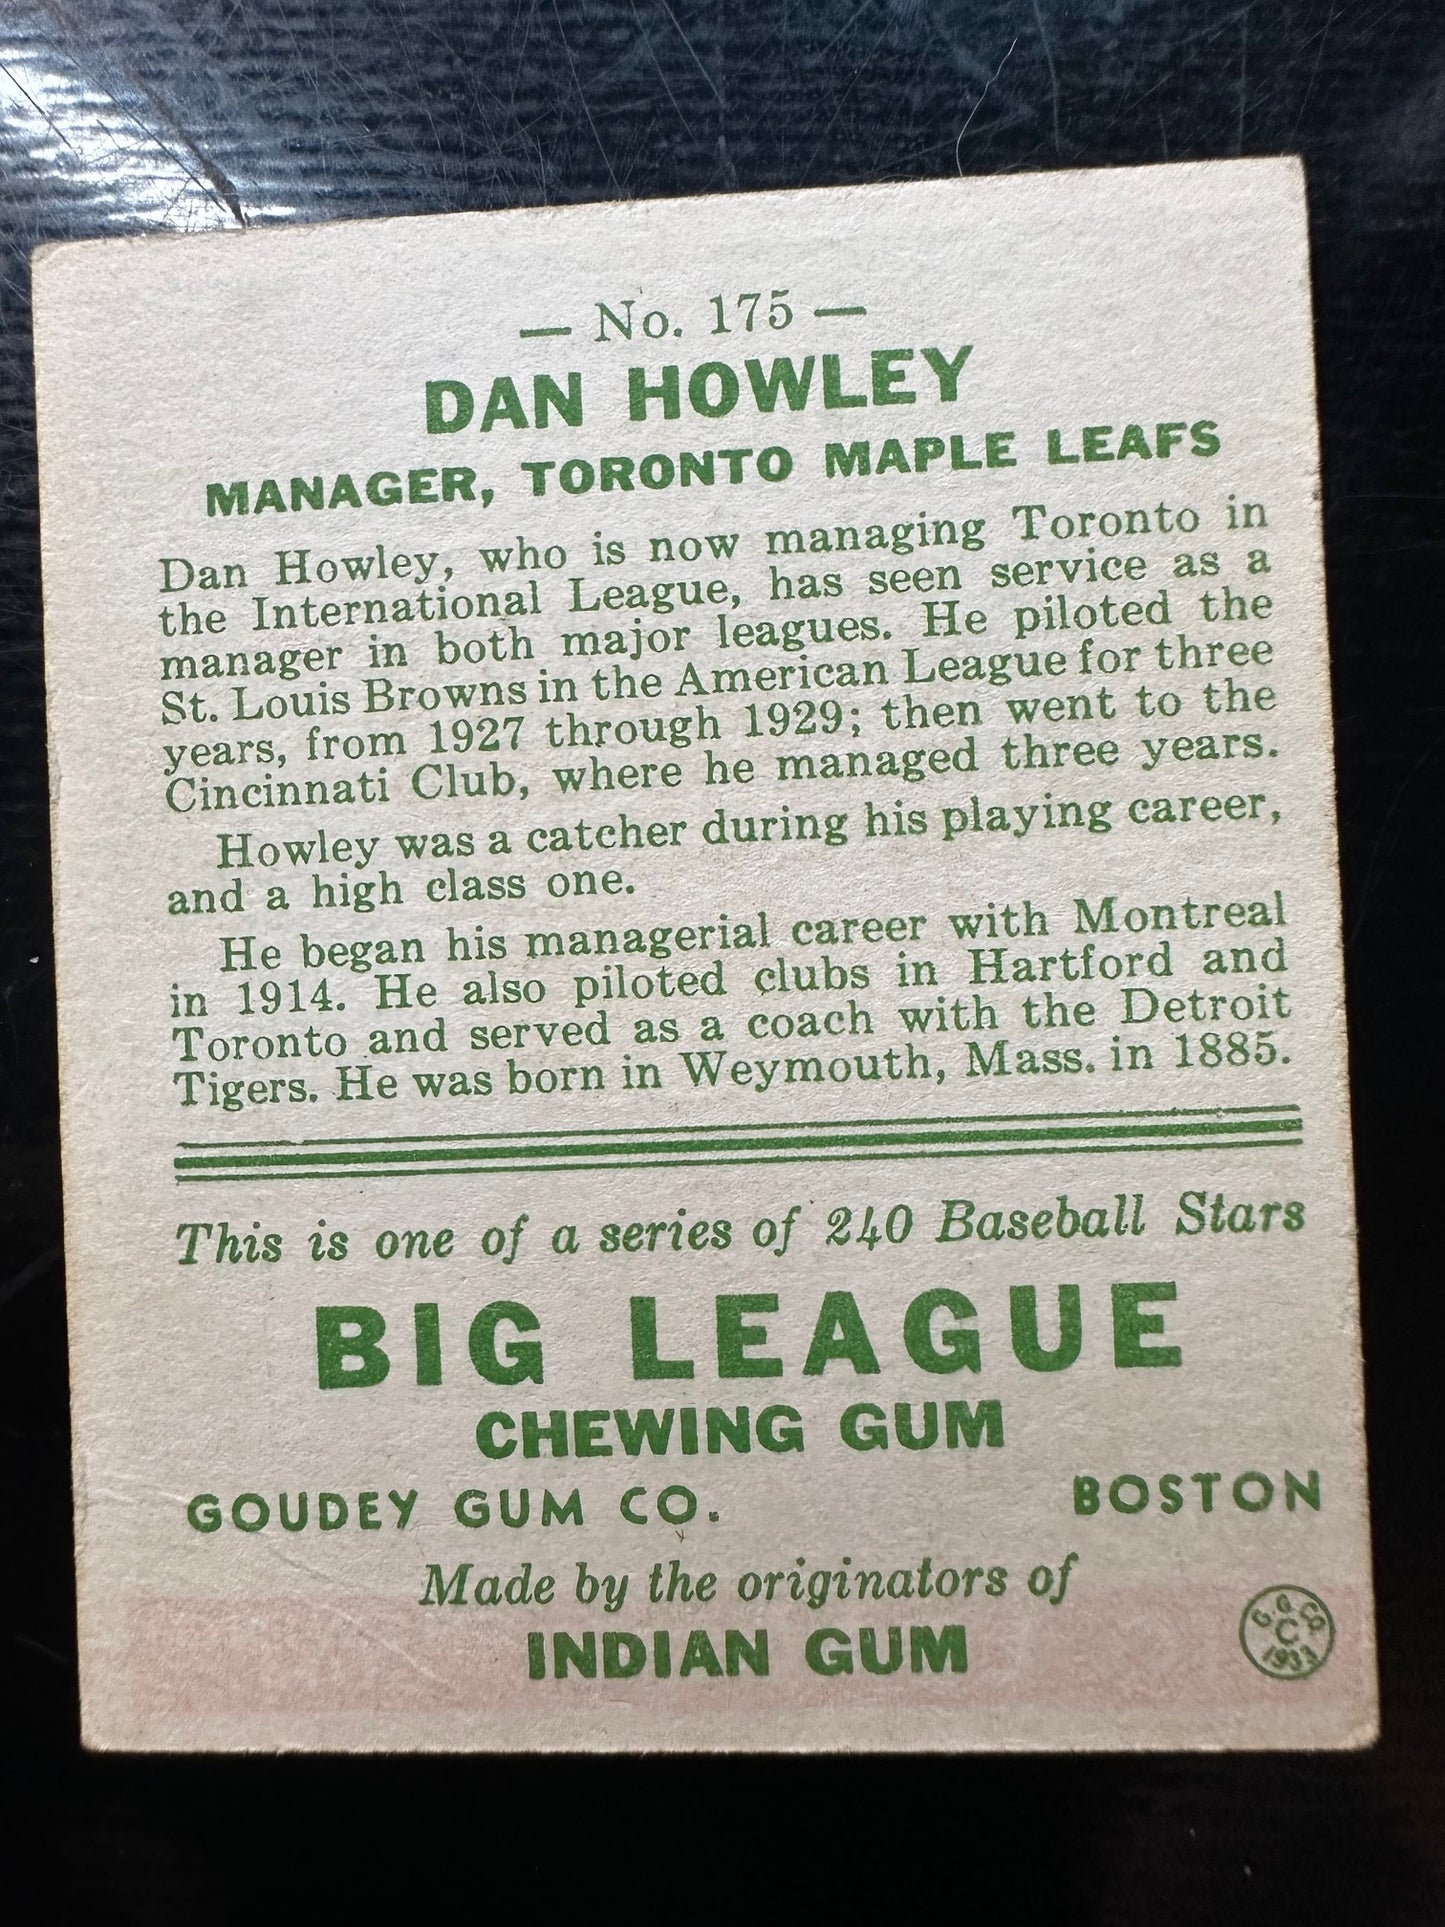 — No. 175 —
DAN HOWLEY
MANAGER, TORONTO MAPLE LEAFS
Dan Howley, who is now managing Toronto in
the International League, has seen service as a
manager in both major leagues. He piloted the
St. Louis Browns in the American League for three
years, from 1927 through 1929; then went to the
Cincinnati Club, where he managed three years.
Howley was a catcher during his playing career,
and a high class one.
He began his managerial career with Montreal
in 1914. He also piloted clubs in Hartford and
Toronto and served as a coach with the Detroit
Tigers. He was born in Weymouth, Mass. in 1885.
This is one of a series of 240 Baseball Stars
BIG LEAGUE
CHEWING GUM
GOUDEY GUM CO. BOSTON
Made by the originators of
INDIAN GUM
G. G. CO.
C
1933